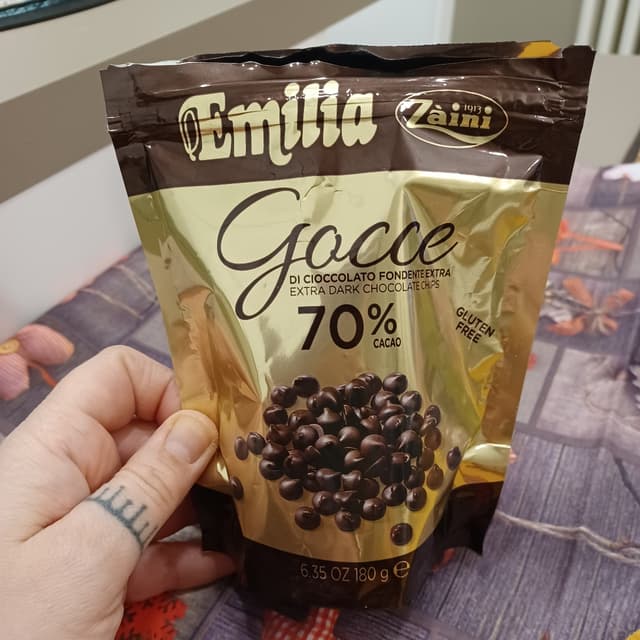 Emilia
Zàini
1913
Gocce
DI CIOCCOLATO FONDENTE EXTRA
EXTRA DARK CHOCOLATE CHIPS
70%
CACAO
GLUTEN
FREE
6.35 OZ 180 g ℮